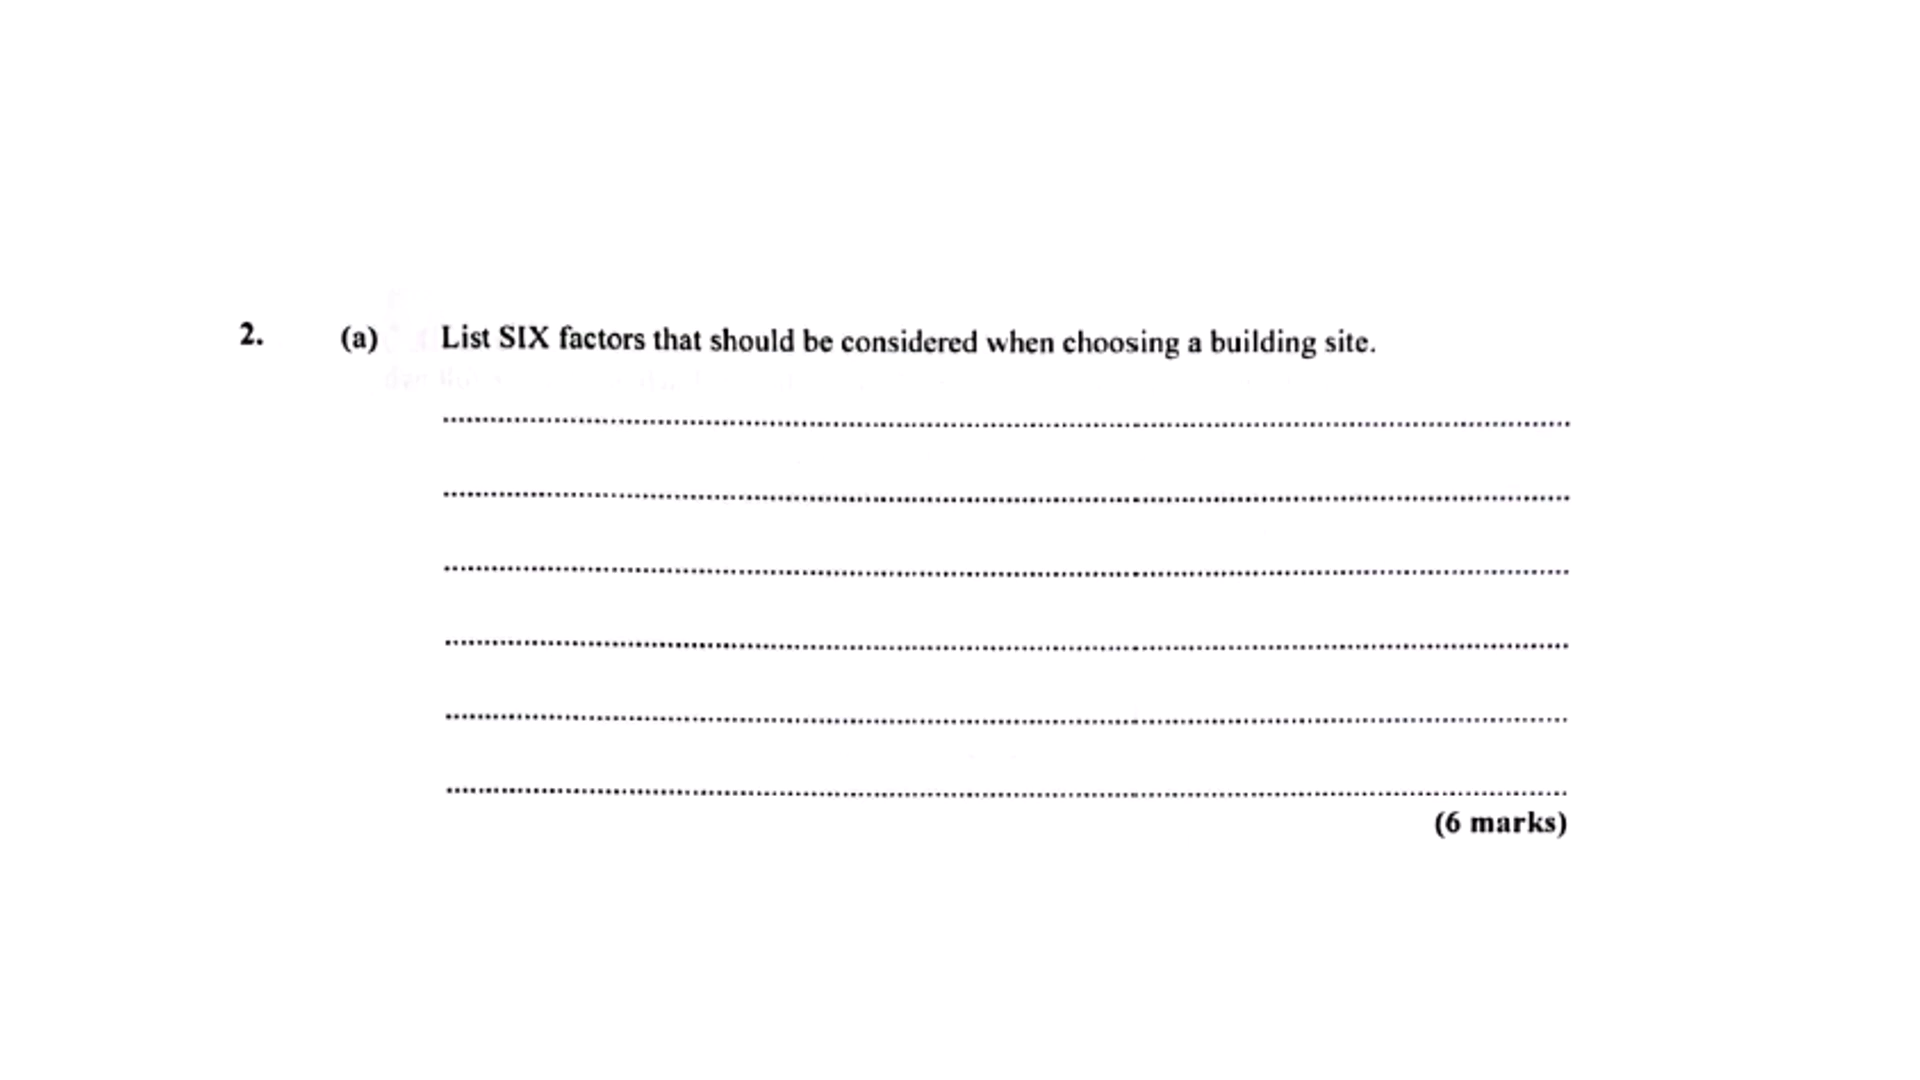 2. (a) List SIX factors that should be considered when choosing a building site.
(6 marks)